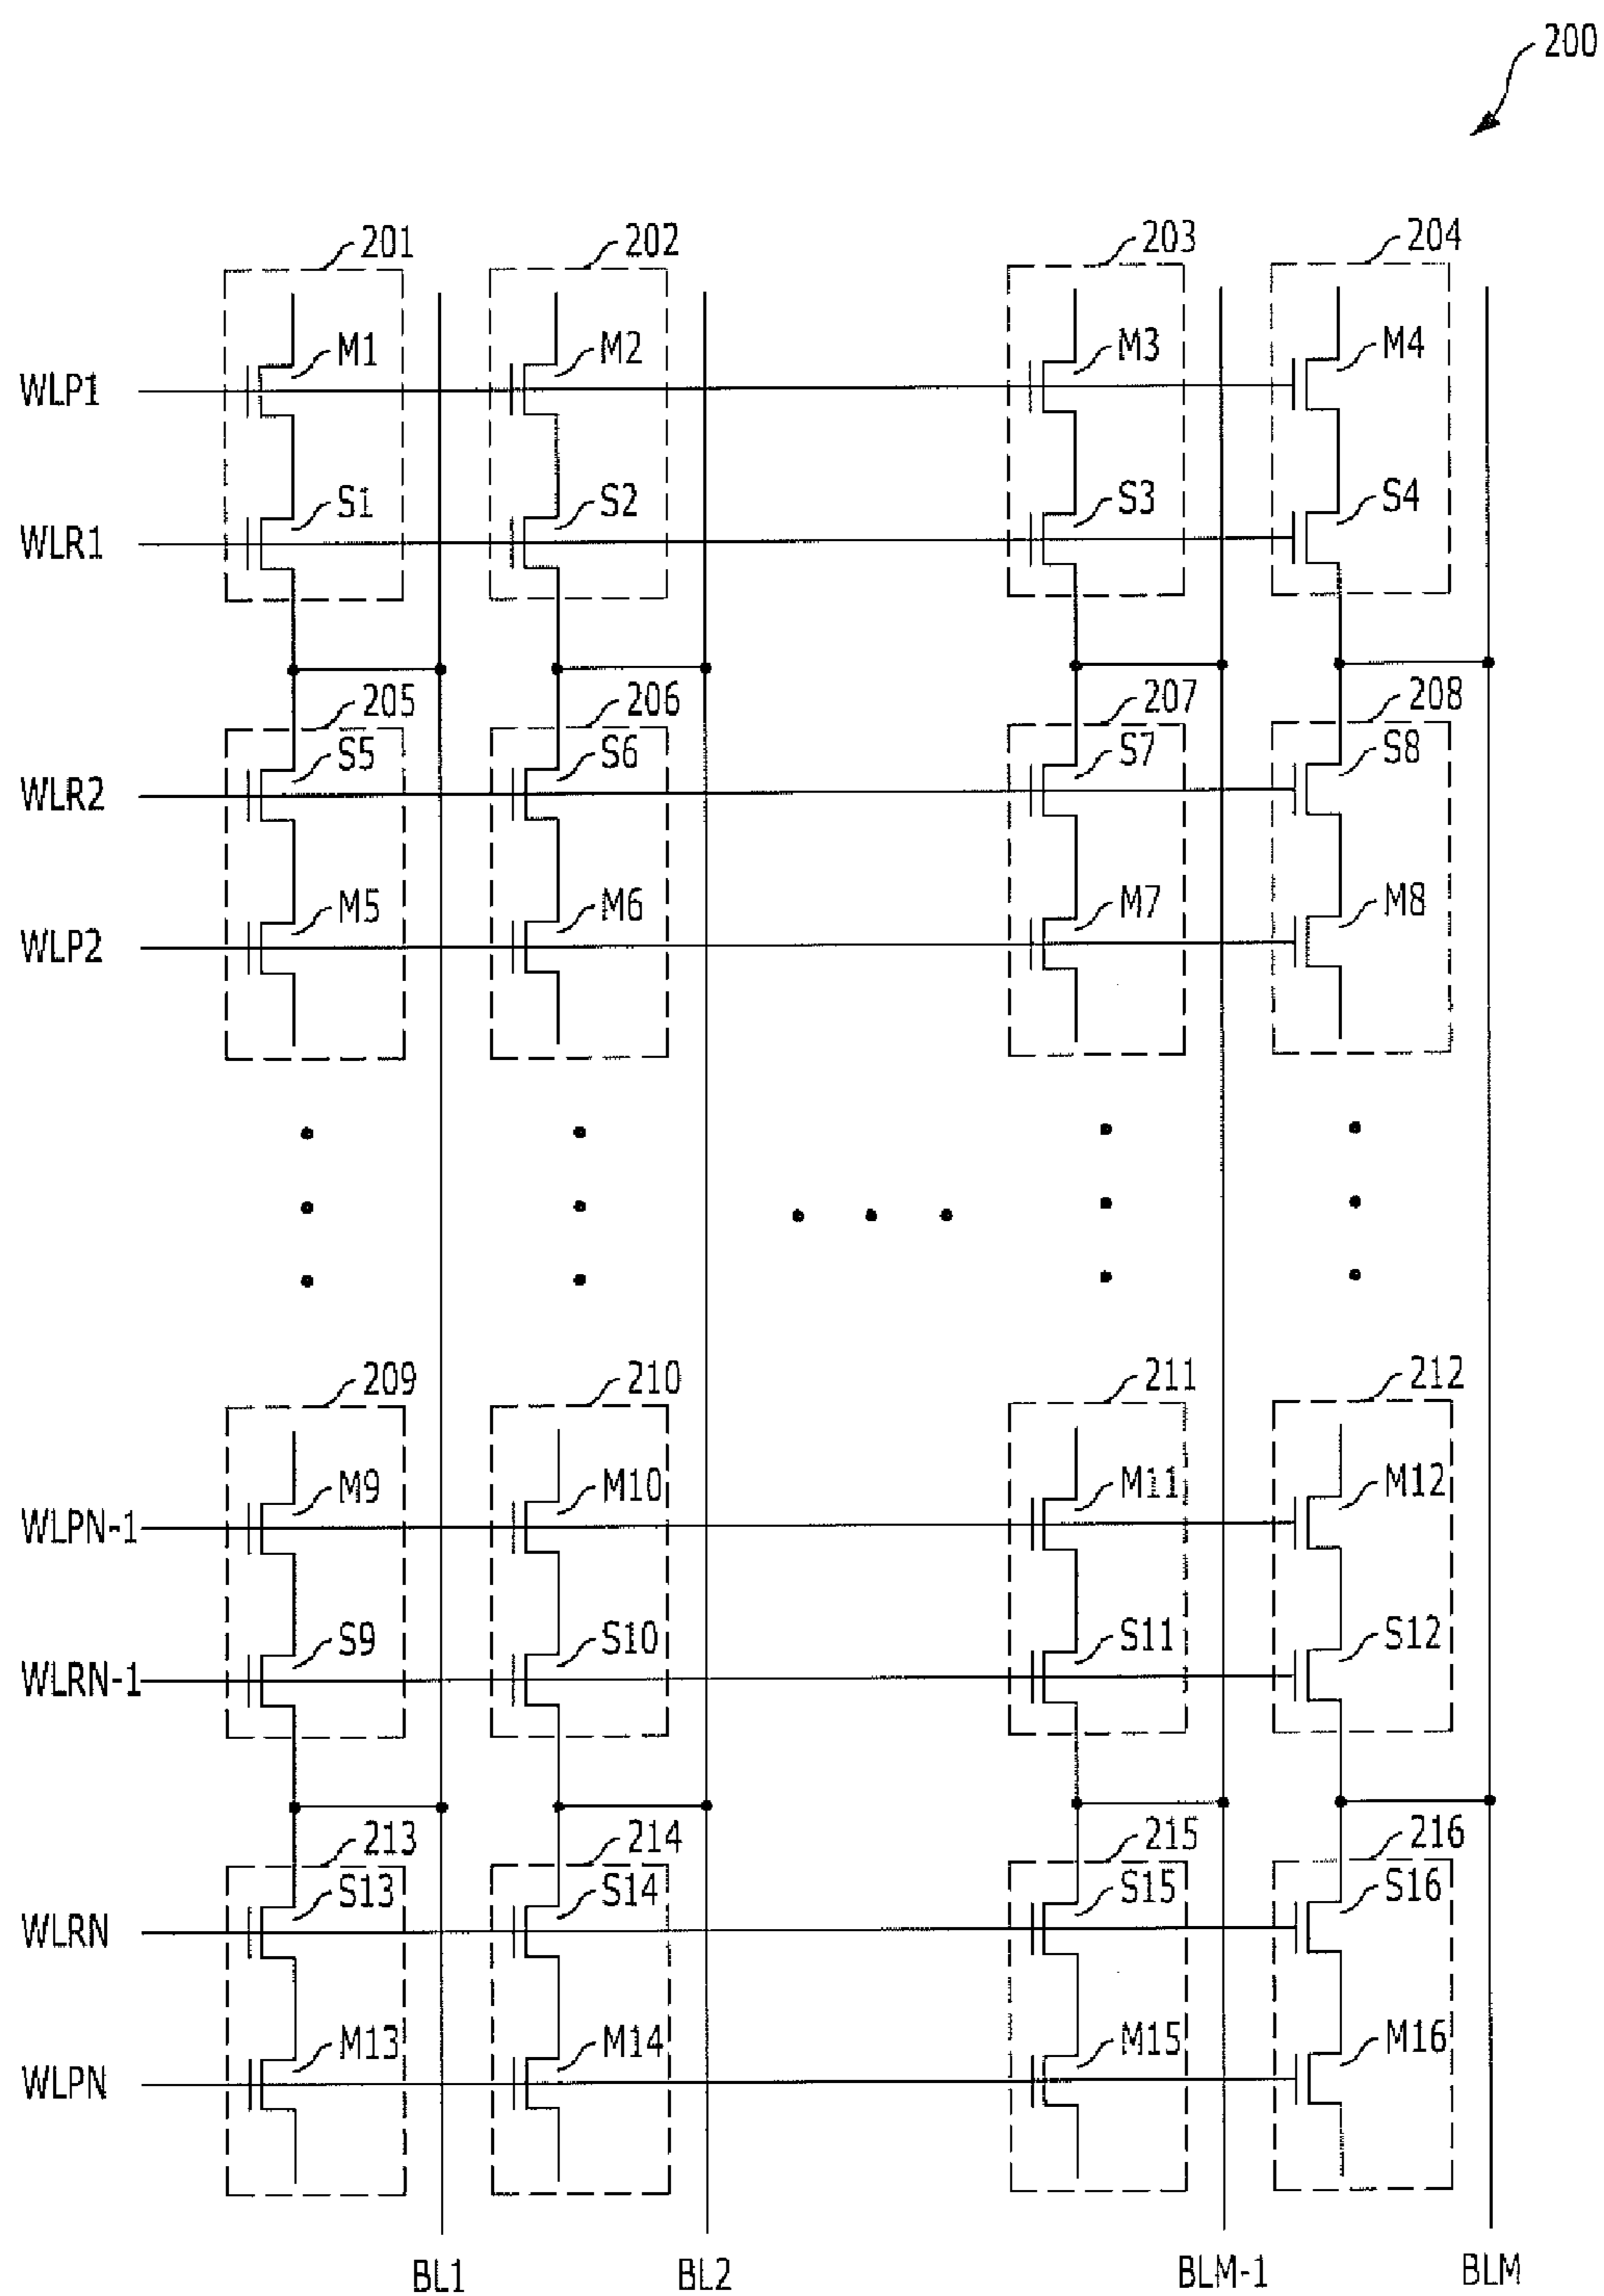 200
201 202 203 204
M1 M2 M3 M4
WLP1
S1 S2 S3 S4
WLR1
205 206 207 208
S5 S6 S7 S8
WLR2
M5 M6 M7 M8
WLP2
209 210 211 212
M9 M10 M11 M12
WLPN-1
S9 S10 S11 S12
WLRN-1
213 214 215 216
S13 S14 S15 S16
WLRN
M13 M14 M15 M16
WLPN
BL1 BL2 BLM-1 BLM